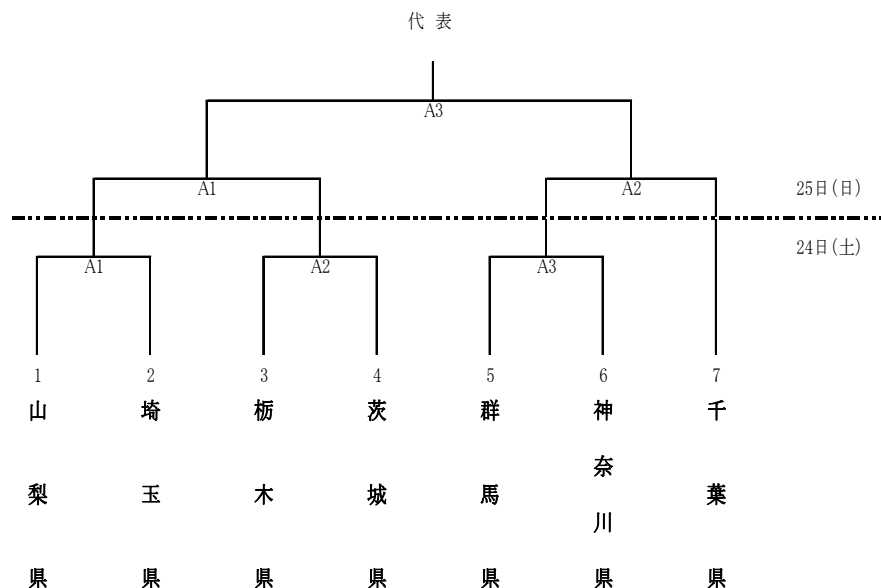 代 表
A3
A1
A2
25日(日)
24日(土)
A1
A2
A3
1
2
3
4
5
6
7
山梨県
埼玉県
栃木県
茨城県
群馬県
神奈川県
千葉県